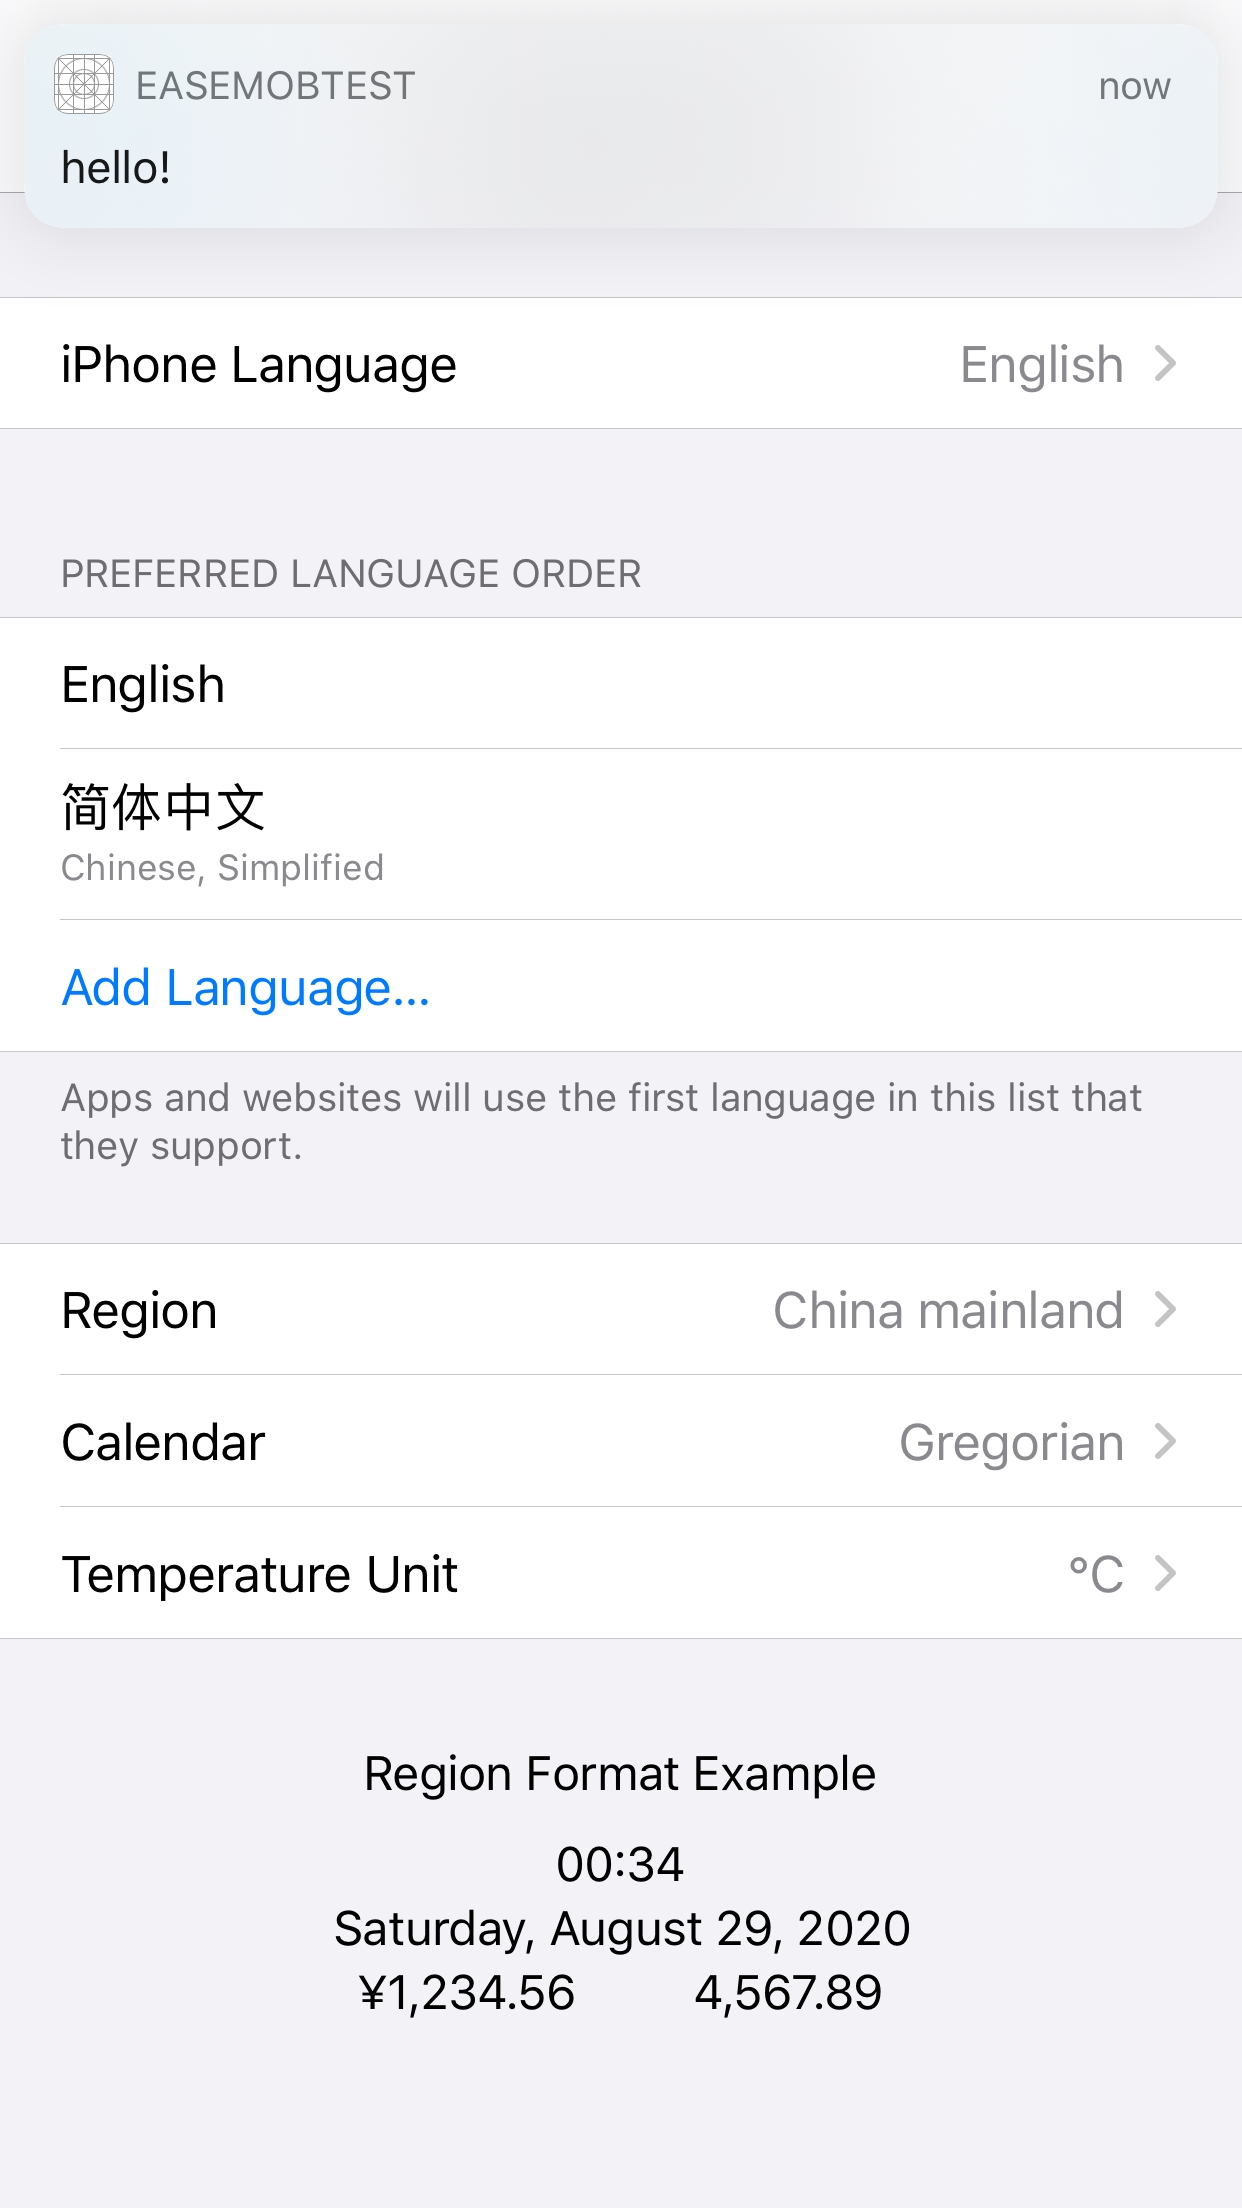 EASEMOBTEST now
hello!
iPhone Language English
PREFERRED LANGUAGE ORDER
English
简体中文
Chinese, Simplified
Add Language...
Apps and websites will use the first language in this list that
they support.
Region China mainland
Calendar Gregorian
Temperature Unit °C
Region Format Example
00:34
Saturday, August 29, 2020
¥1,234.56 4,567.89